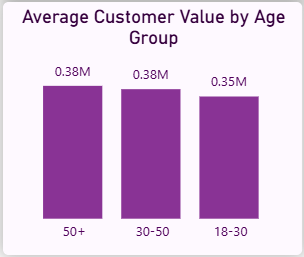 Average Customer Value by Age
Group
0.38M
0.38M
0.35M
50+
30-50
18-30